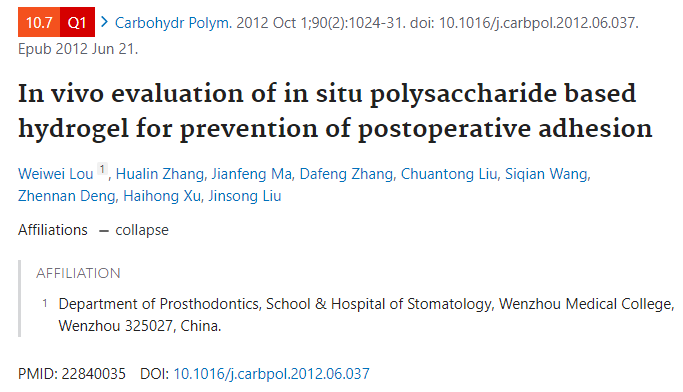 10.7 Q1 > Carbohydr Polym. 2012 Oct 1;90(2):1024-31. doi: 10.1016/j.carbpol.2012.06.037.
Epub 2012 Jun 21.
In vivo evaluation of in situ polysaccharide based
hydrogel for prevention of postoperative adhesion
Weiwei Lou 1, Hualin Zhang, Jianfeng Ma, Dafeng Zhang, Chuantong Liu, Siqian Wang,
Zhennan Deng, Haihong Xu, Jinsong Liu
Affiliations — collapse
AFFILIATION
1 Department of Prosthodontics, School & Hospital of Stomatology, Wenzhou Medical College,
Wenzhou 325027, China.
PMID: 22840035 DOI: 10.1016/j.carbpol.2012.06.037